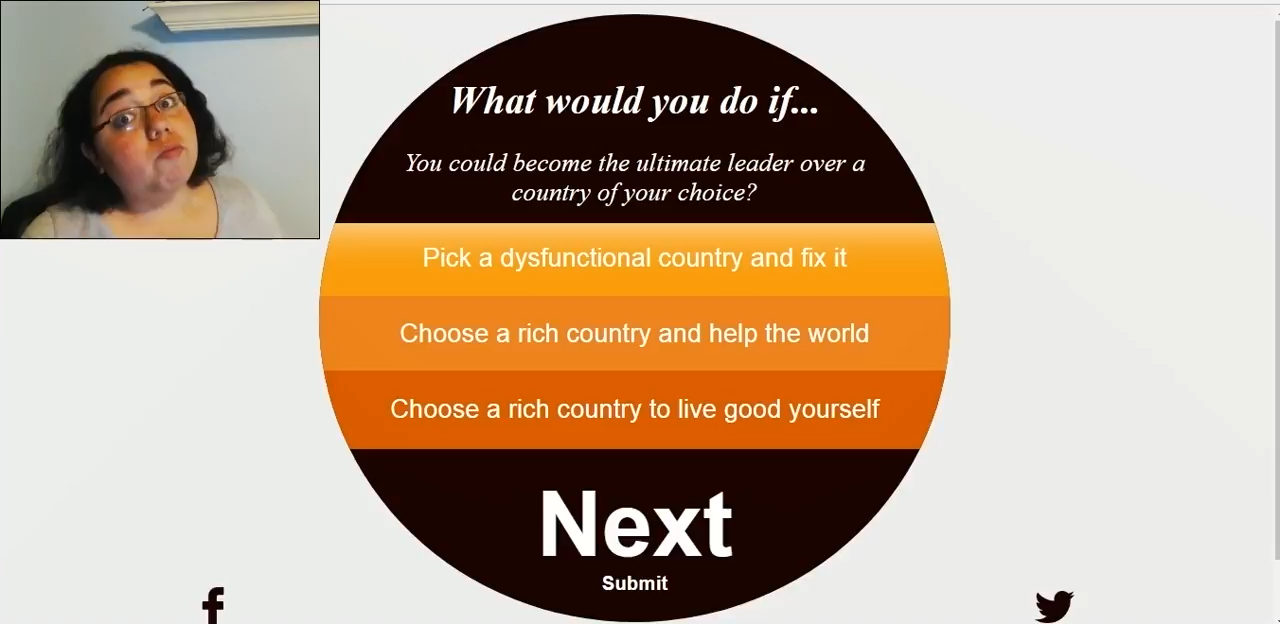 What would you do if...
You could become the ultimate leader over a
country of your choice?
Pick a dysfunctional country and fix it
Choose a rich country and help the world
Choose a rich country to live good yourself
Next
Submit